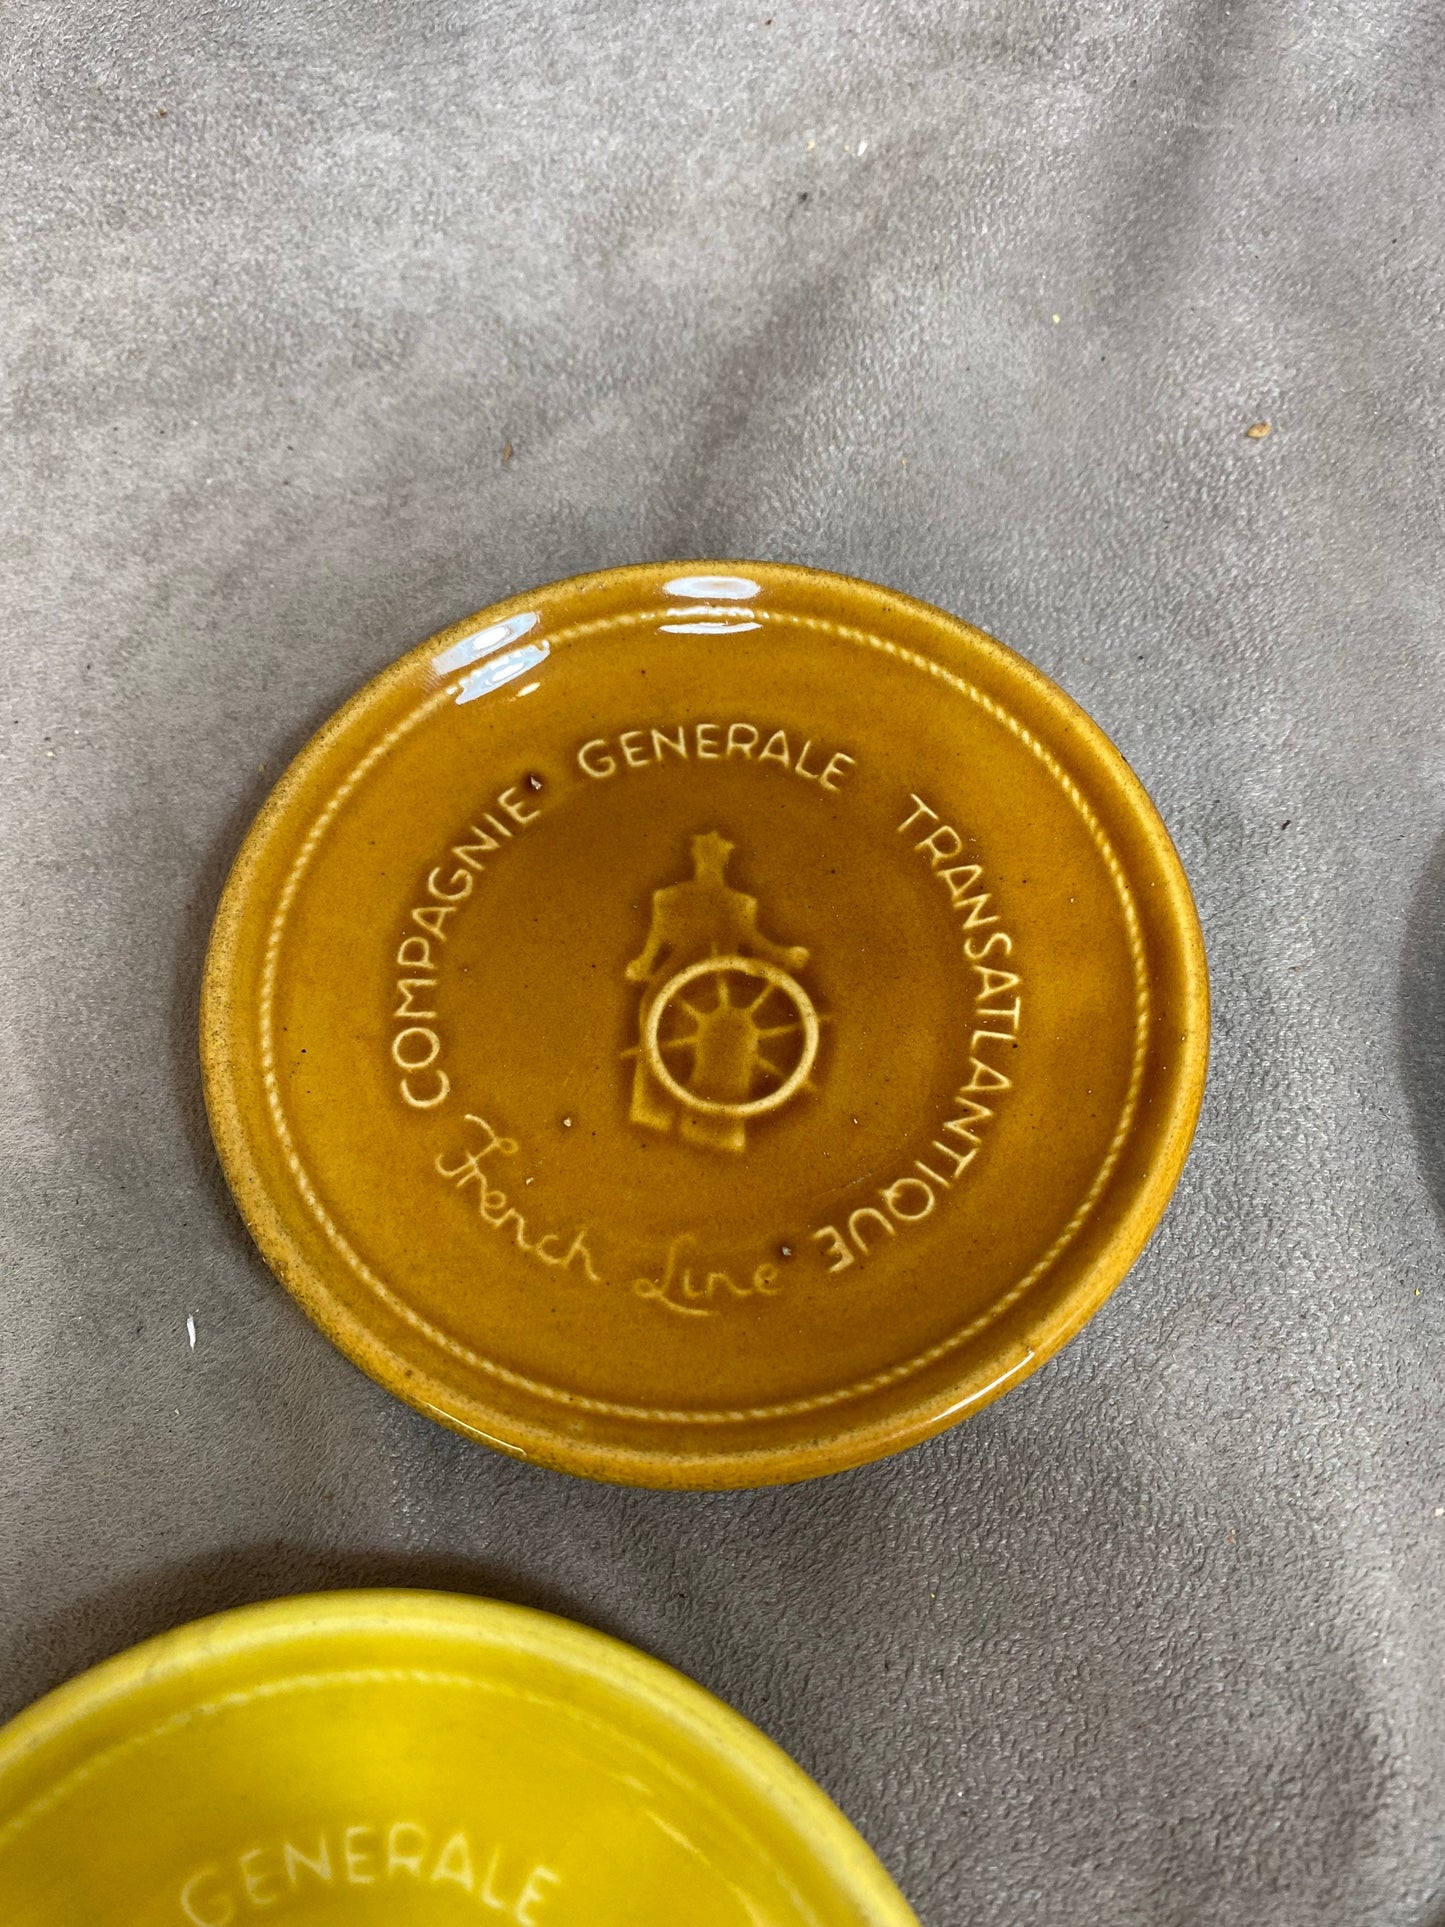 COMPAGNIE GENERALE TRANSATLANTIQUE
French Line
GENERALE